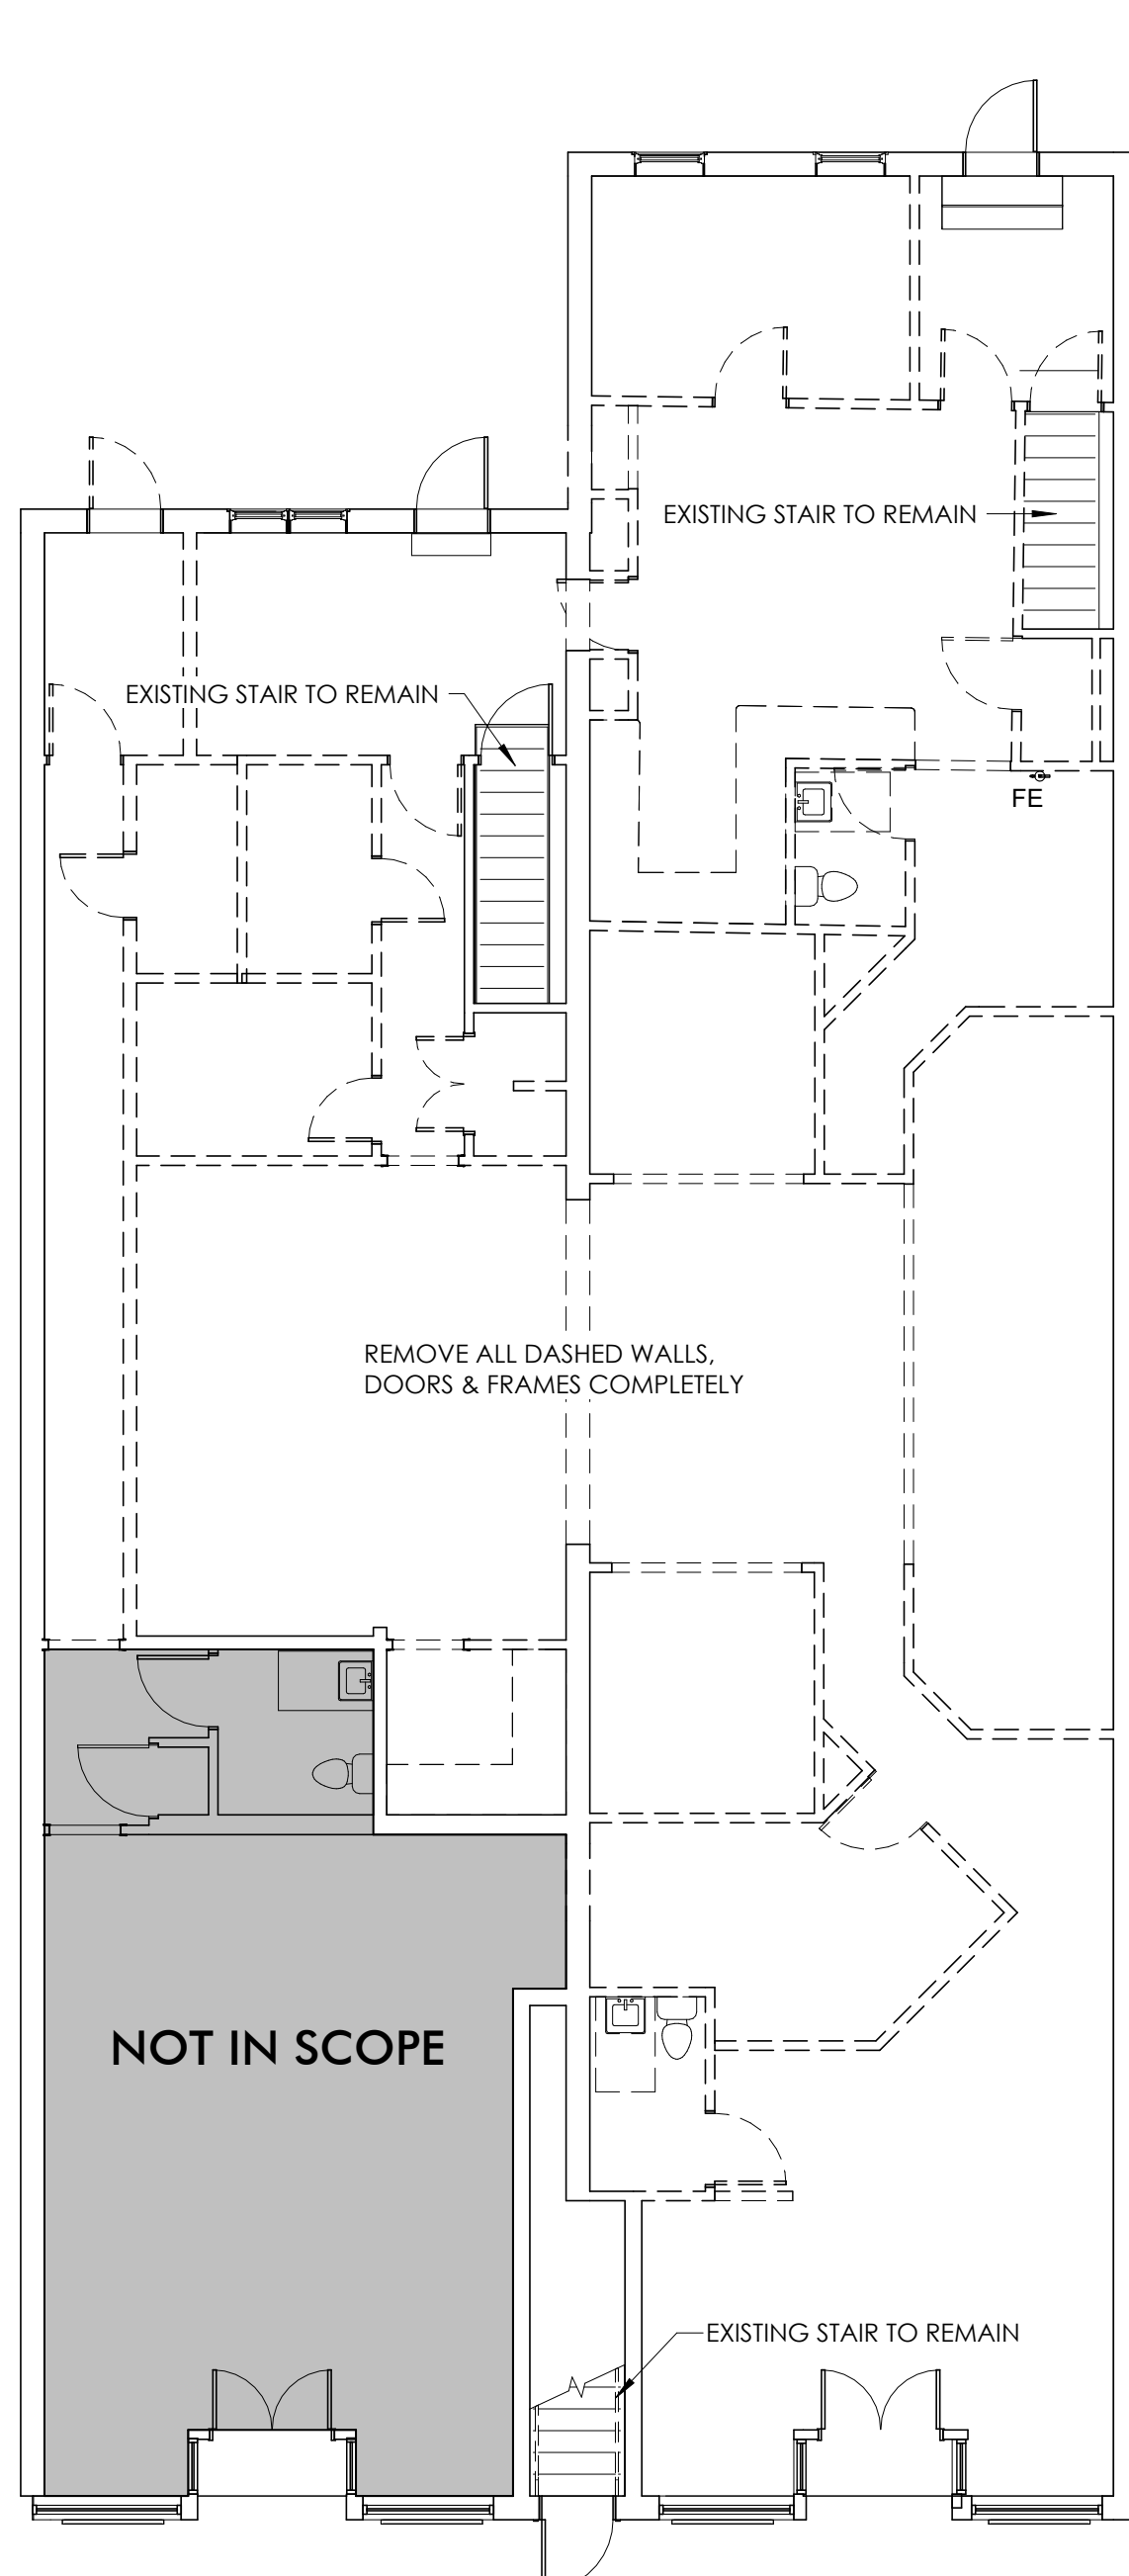 EXISTING STAIR TO REMAIN
EXISTING STAIR TO REMAIN
FE
REMOVE ALL DASHED WALLS,
DOORS & FRAMES COMPLETELY
NOT IN SCOPE
EXISTING STAIR TO REMAIN